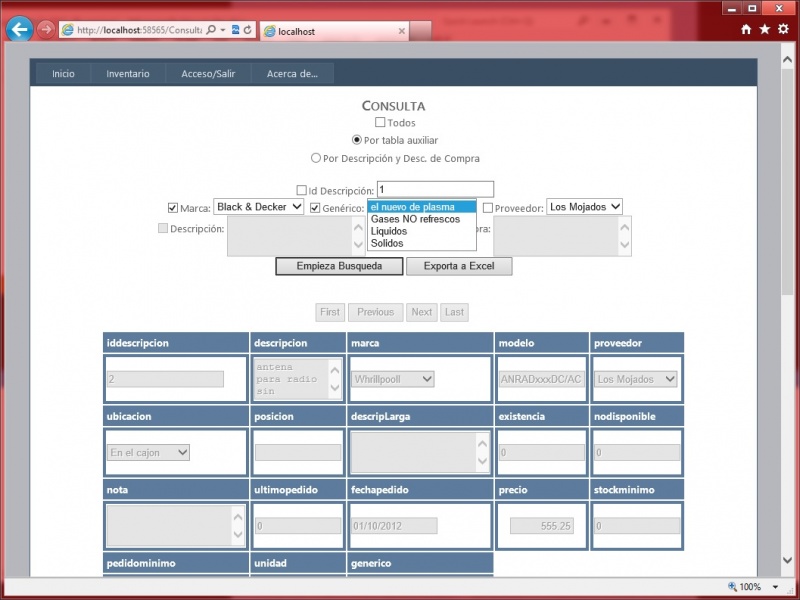 http://localhost:58565/Consulta
localhost
Inicio Inventario Acceso/Salir Acerca de...
CONSULTA
Todos
Por tabla auxiliar
Por Descripción y Desc. de Compra
Id Descripción: 1
Marca: Black & Decker Genérico: el nuevo de plasma Proveedor: Los Mojados
Gases NO refrescos
Liquidos
Solidos
Descripción: ra:
Empieza Busqueda Exporta a Excel
First Previous Next Last
iddescripcion descripcion marca modelo proveedor
2 antena para radio sin Whrillpooll ANRADxxxDC/AC Los Mojados
ubicacion posicion descripLarga existencia nodisponible
En el cajon 0 0
nota ultimopedido fechapedido precio stockminimo
0 01/10/2012 555.25 0
pedidominimo unidad generico
100%